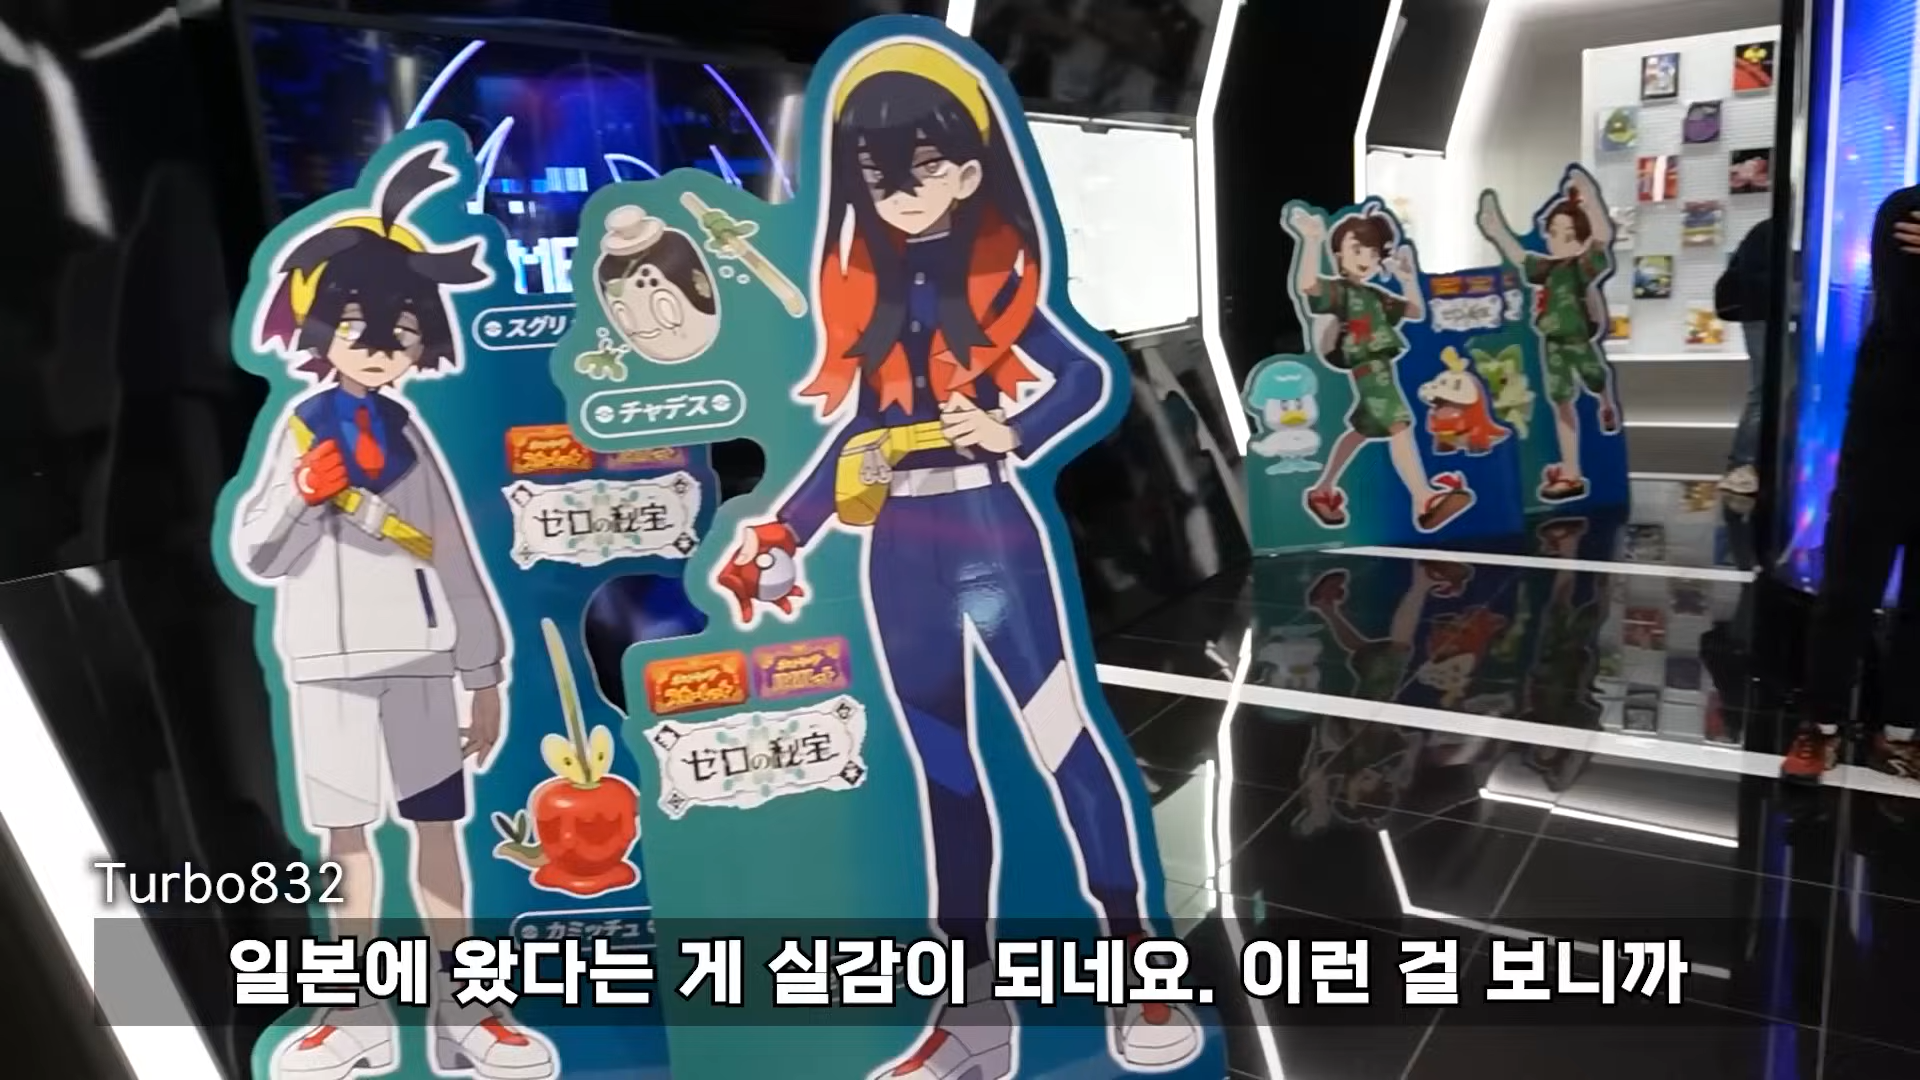 スグリ
チャデス
ゼロの秘宝
ゼロの秘宝
カミッチュ
Turbo832
일본에 왔다는 게 실감이 되네요. 이런 걸 보니까